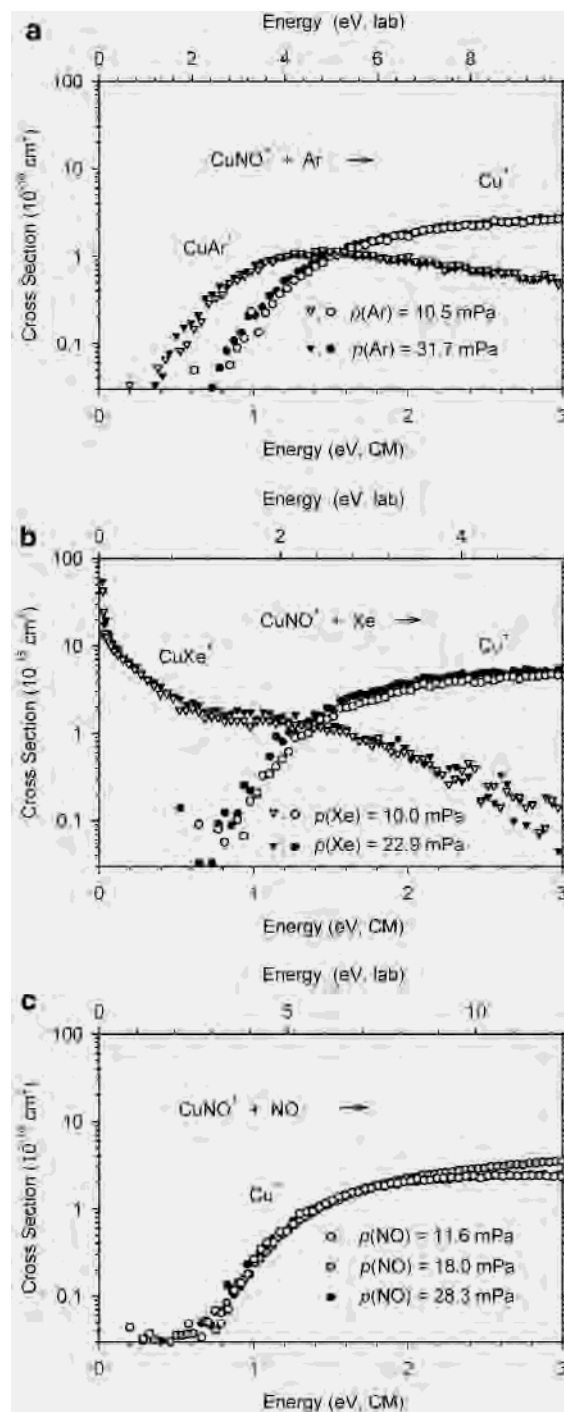 a
Energy (eV, lab)
0 2 4 6 8
100
10
1
0.1
Cross Section (10⁻¹⁶ cm²)
CuNO⁺ + Ar →
Cu⁺
CuAr⁺
p(Ar) = 10.5 mPa
p(Ar) = 31.7 mPa
0 1 2 3
Energy (eV, CM)
b
Energy (eV, lab)
0 2 4
100
10
1
0.1
Cross Section (10 cm²)
CuNO⁺ + Xe →
CuXe⁺
Cu⁺
p(Xe) = 10.0 mPa
p(Xe) = 22.9 mPa
0 1 2 3
Energy (eV, CM)
c
Energy (eV, lab)
0 5 10
100
10
1
0.1
Cross Section (10 cm²)
CuNO⁺ + NO →
Cu⁺
p(NO) = 11.6 mPa
p(NO) = 18.0 mPa
p(NO) = 28.3 mPa
0 1 2 3
Energy (eV, CM)